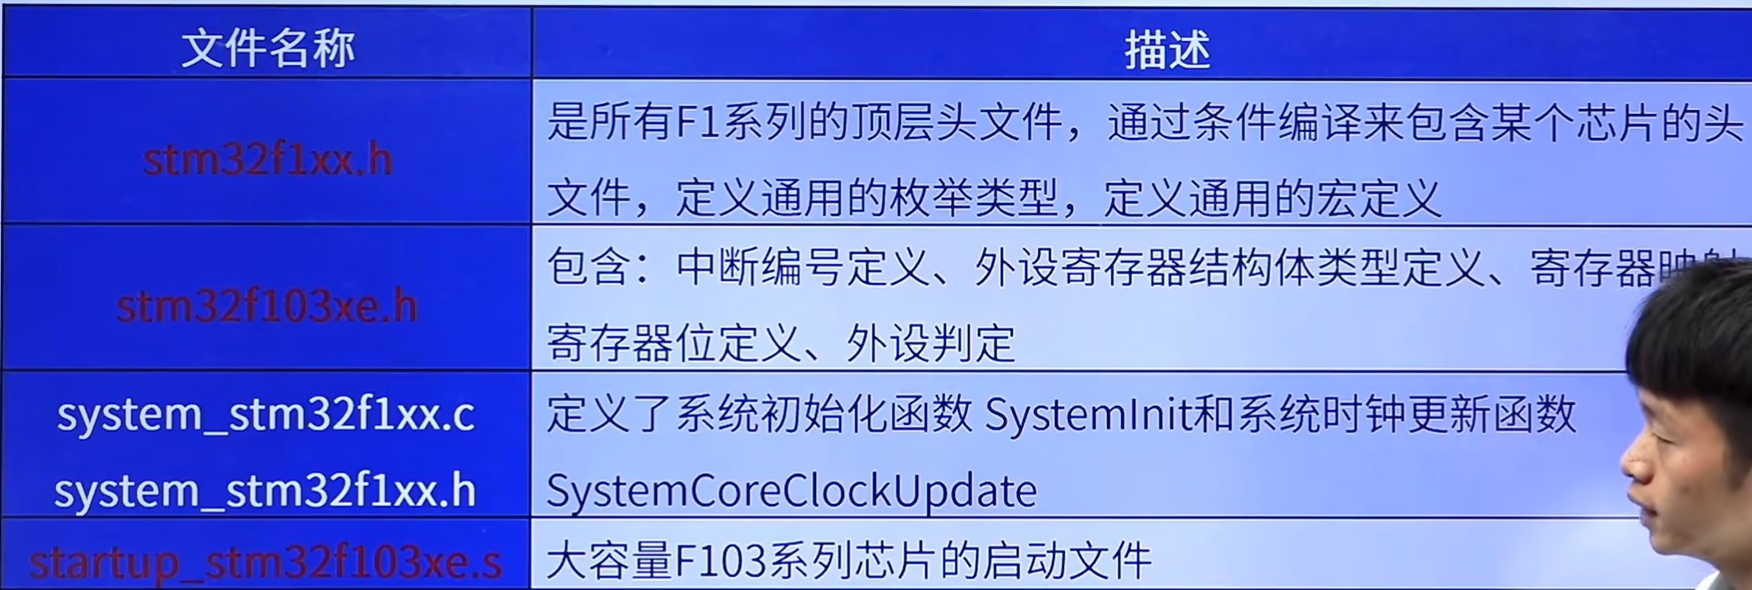 文件名称
描述
stm32f1xx.h
是所有F1系列的顶层头文件，通过条件编译来包含某个芯片的头
文件，定义通用的枚举类型，定义通用的宏定义
stm32f103xe.h
包含：中断编号定义、外设寄存器结构体类型定义、寄存器映射
寄存器位定义、外设判定
system_stm32f1xx.c
system_stm32f1xx.h
定义了系统初始化函数 SystemInit和系统时钟更新函数
SystemCoreClockUpdate
startup_stm32f103xe.s
大容量F103系列芯片的启动文件